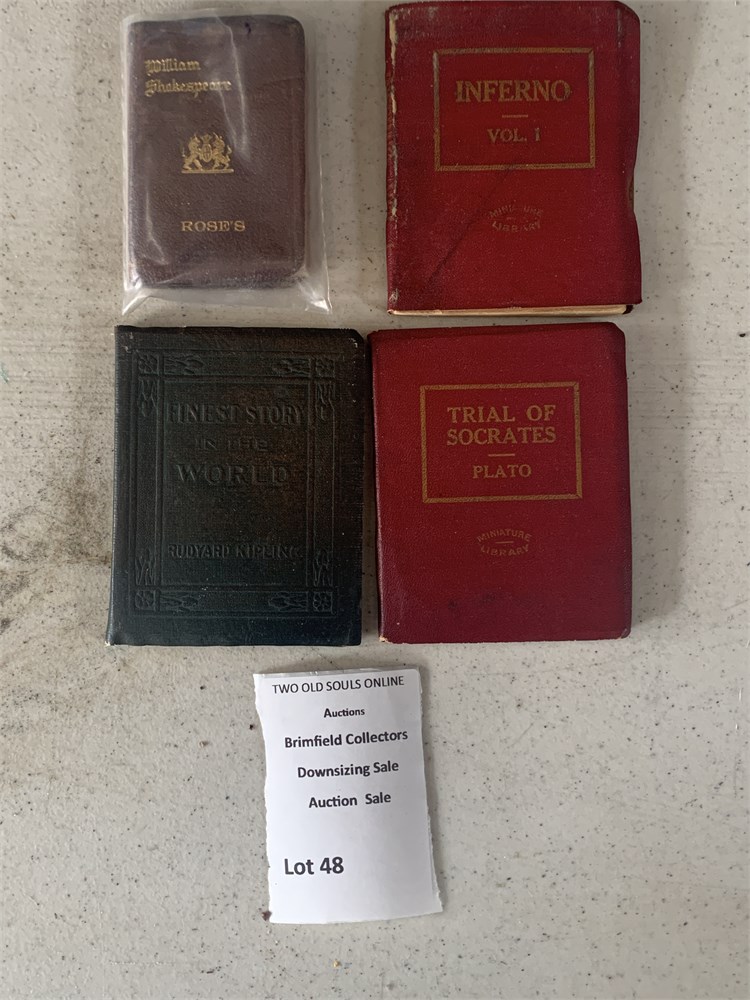 William
Shakespeare
ROSE'S
INFERNO
VOL. 1
MINIATURE
LIBRARY
FINEST STORY
IN THE
WORLD
RUDYARD KIPLING
TRIAL OF
SOCRATES
PLATO
MINIATURE
LIBRARY
TWO OLD SOULS ONLINE
Auctions
Brimfield Collectors
Downsizing Sale
Auction Sale
Lot 48